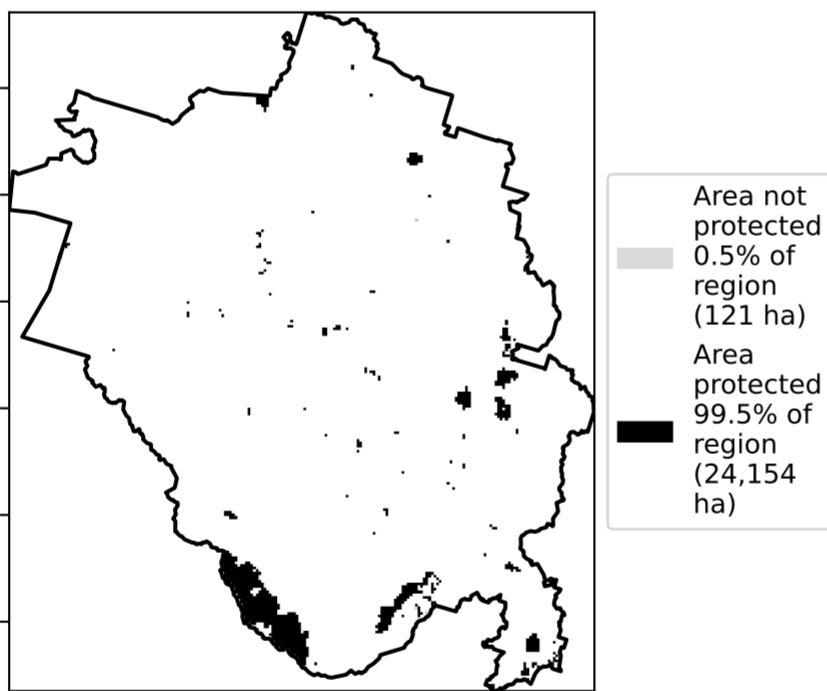 Area not
protected
0.5% of
region
(121 ha)
Area
protected
99.5% of
region
(24,154
ha)